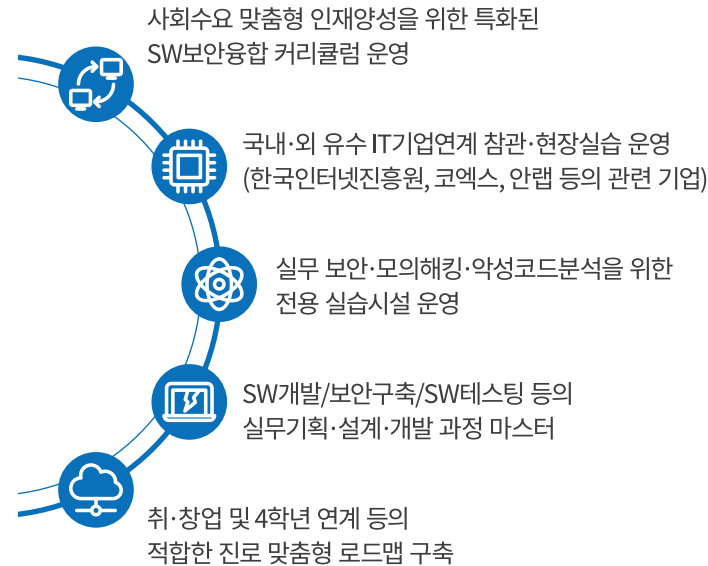 사회수요 맞춤형 인재양성을 위한 특화된
SW보안융합 커리큘럼 운영
국내·외 유수 IT기업연계 참관·현장실습 운영
(한국인터넷진흥원, 코엑스, 안랩 등의 관련 기업)
실무 보안·모의해킹·악성코드분석을 위한
전용 실습시설 운영
SW개발/보안구축/SW테스팅 등의
실무기획·설계·개발 과정 마스터
취·창업 및 4학년 연계 등의
적합한 진로 맞춤형 로드맵 구축